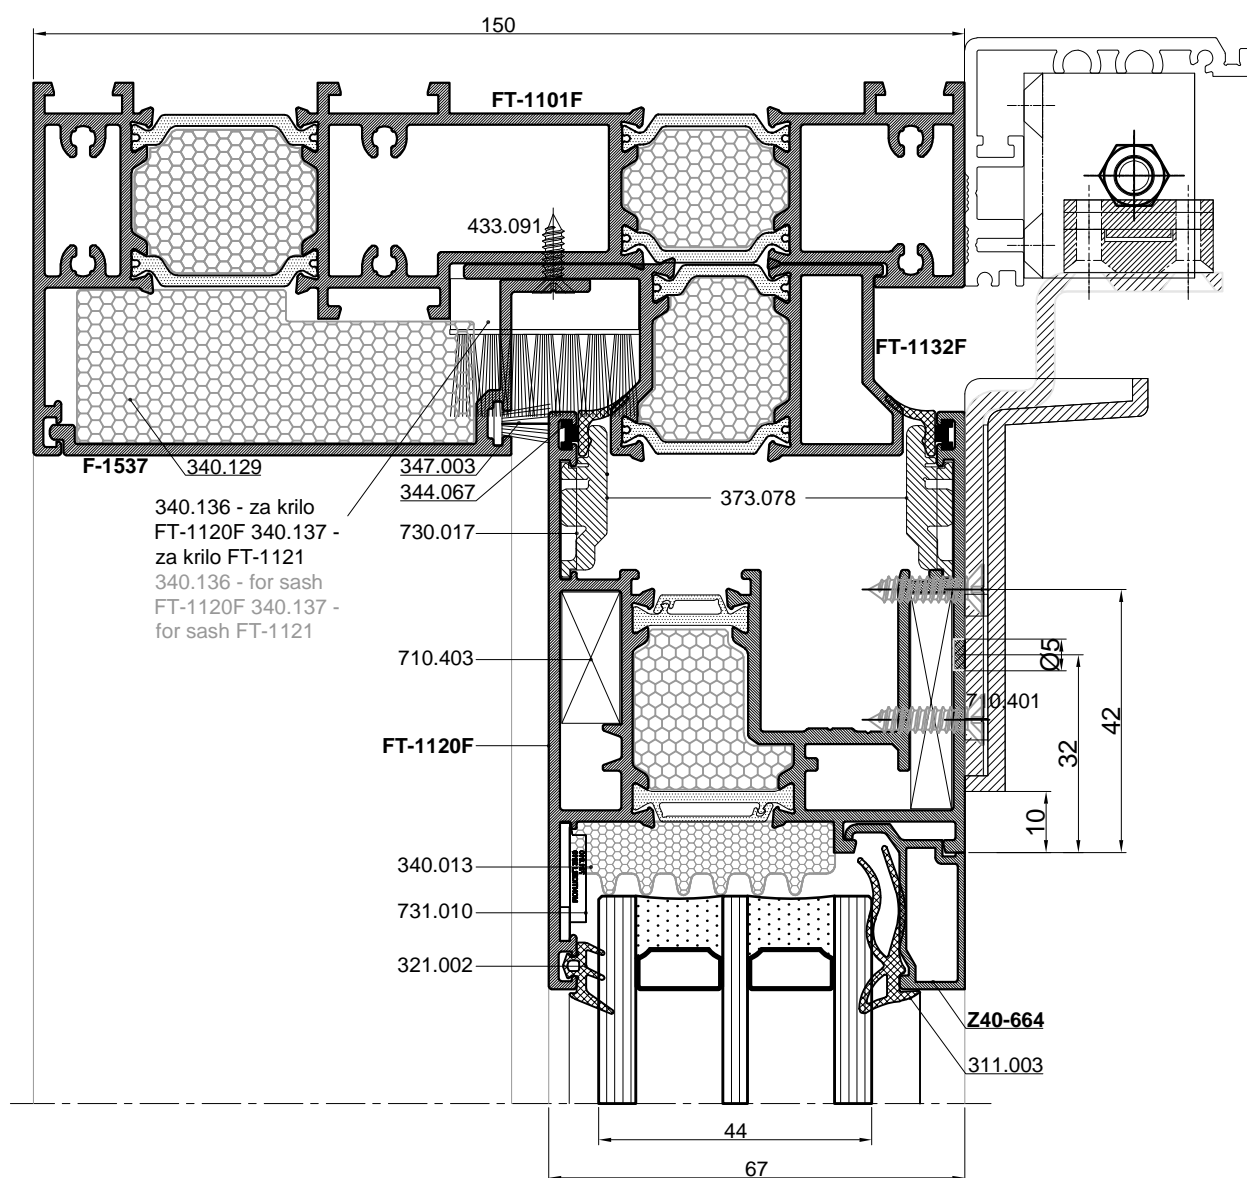 150
FT-1101F
433.091
FT-1132F
F-1537
340.129
347.003
344.067
373.078
340.136 - za krilo
FT-1120F 340.137 -
za krilo FT-1121
340.136 - for sash
FT-1120F 340.137 -
for sash FT-1121
730.017
710.403
Ø5
710.401
42
32
10
FT-1120F
340.013
731.010
321.002
Z40-664
311.003
44
67